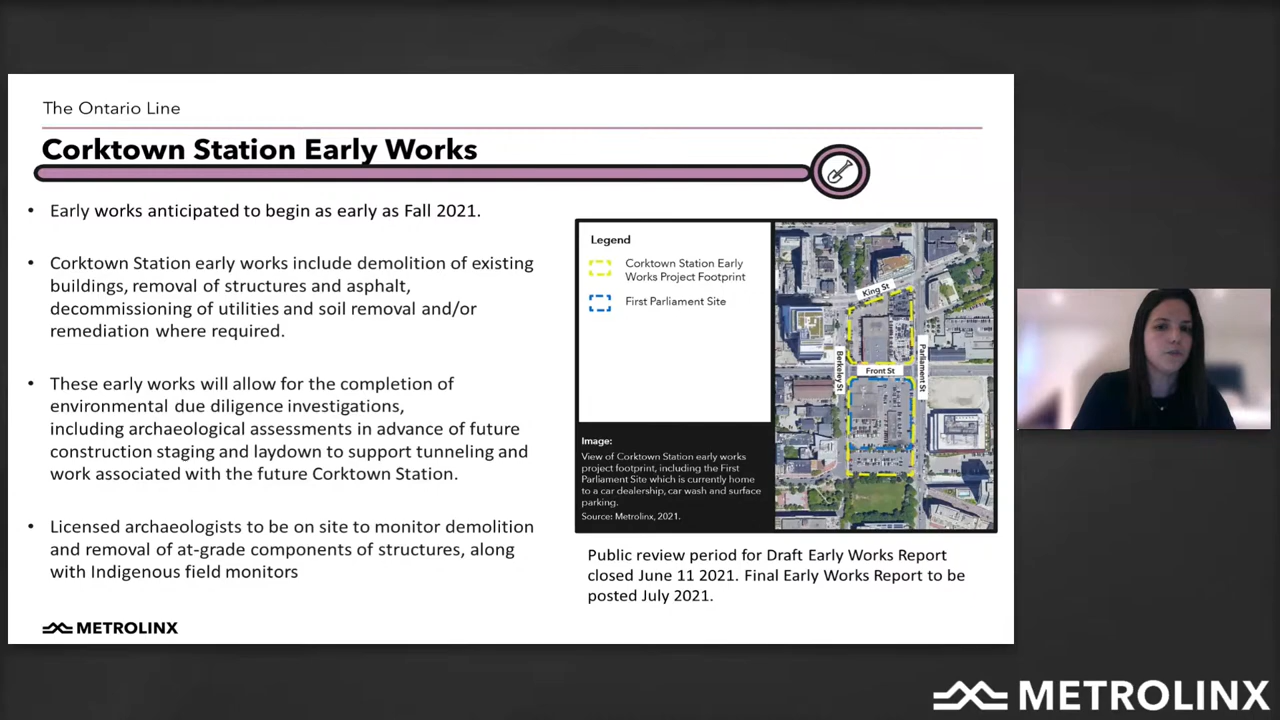 The Ontario Line
Corktown Station Early Works
• Early works anticipated to begin as early as Fall 2021.
• Corktown Station early works include demolition of existing
buildings, removal of structures and asphalt,
decommissioning of utilities and soil removal and/or
remediation where required.
• These early works will allow for the completion of
environmental due diligence investigations,
including archaeological assessments in advance of future
construction staging and laydown to support tunneling and
work associated with the future Corktown Station.
• Licensed archaeologists to be on site to monitor demolition
and removal of at-grade components of structures, along
with Indigenous field monitors
Legend
Corktown Station Early
Works Project Footprint
First Parliament Site
Image:
View of Corktown Station early works
project footprint, including the First
Parliament Site which is currently home
to a car dealership, car wash and surface
parking.
Source: Metrolinx, 2021.
King St
Berkeley St
Front St
Parliament St
Public review period for Draft Early Works Report
closed June 11 2021. Final Early Works Report to be
posted July 2021.
METROLINX
METROLINX